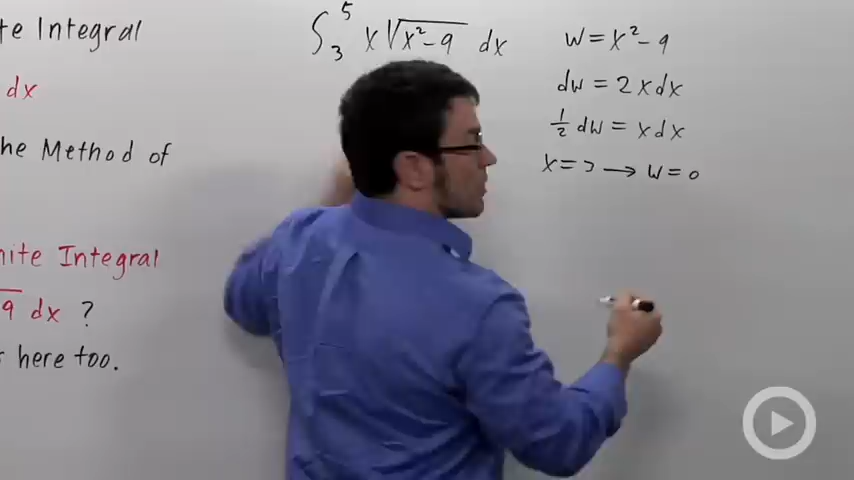 te Integral
dx
he Method of
nite Integral
9 dx ?
here too.
∫₃⁵ x√(x²-9) dx
w = x² - 9
dw = 2x dx
½ dw = x dx
x = 3 → w = 0